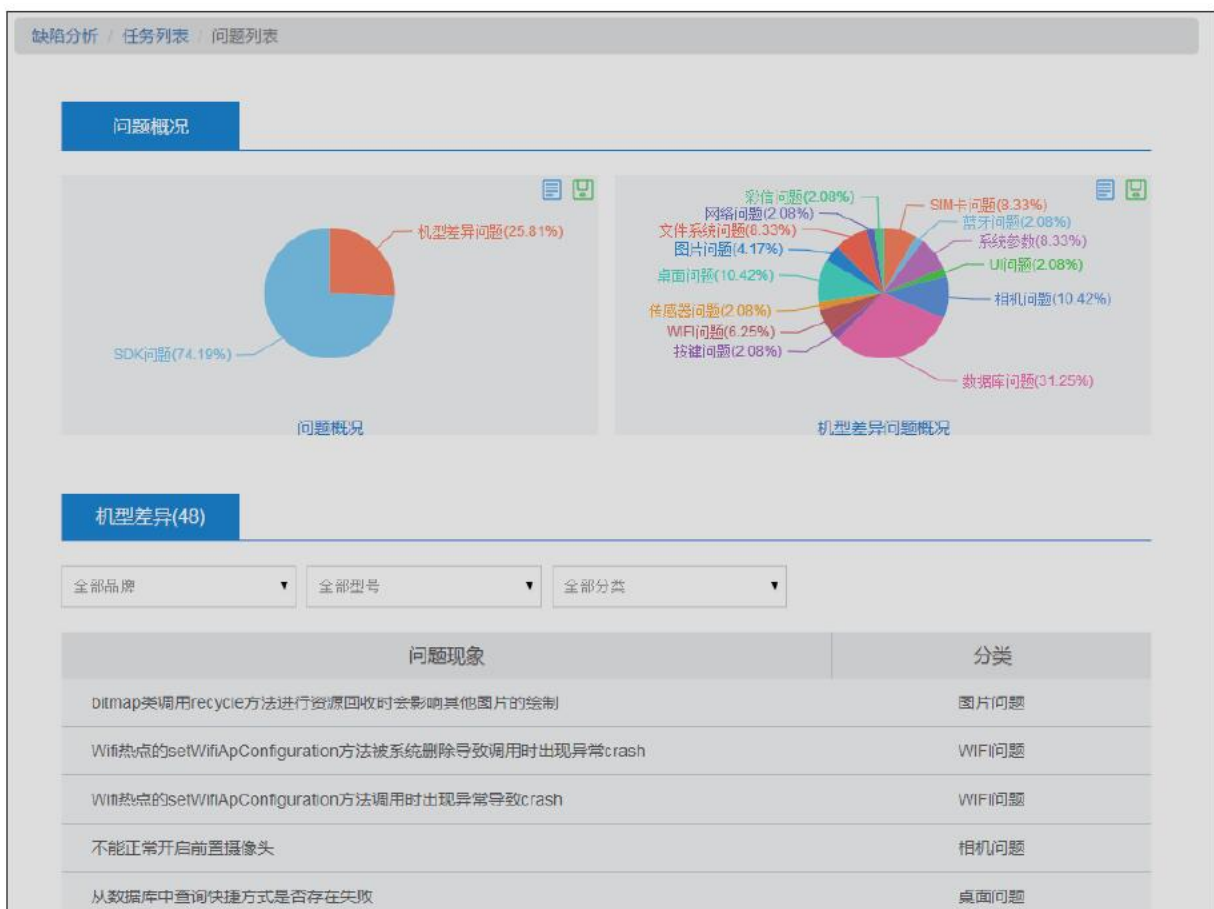 缺陷分析 / 任务列表 / 问题列表
问题概况
机型差异问题(25.81%)
SDK问题(74.19%)
问题概况
彩信问题(2.08%)
网络问题(2.08%)
文件系统问题(8.33%)
图片问题(4.17%)
桌面问题(10.42%)
传感器问题(2.08%)
WIFI问题(6.25%)
按键问题(2.08%)
SIM卡问题(8.33%)
蓝牙问题(2.08%)
系统参数(8.33%)
UI问题(2.08%)
相机问题(10.42%)
数据库问题(31.25%)
机型差异问题概况
机型差异(48)
全部品牌 全部型号 全部分类
问题现象 分类
bitmap类调用recycle方法进行资源回收时会影响其他图片的绘制 图片问题
Wifi热点的setWifiApConfiguration方法被系统删除导致调用时出现异常crash WIFI问题
Wifi热点的setWifiApConfiguration方法调用时出现异常导致crash WIFI问题
不能正常开启前置摄像头 相机问题
从数据库中查询快捷方式是否存在失败 桌面问题